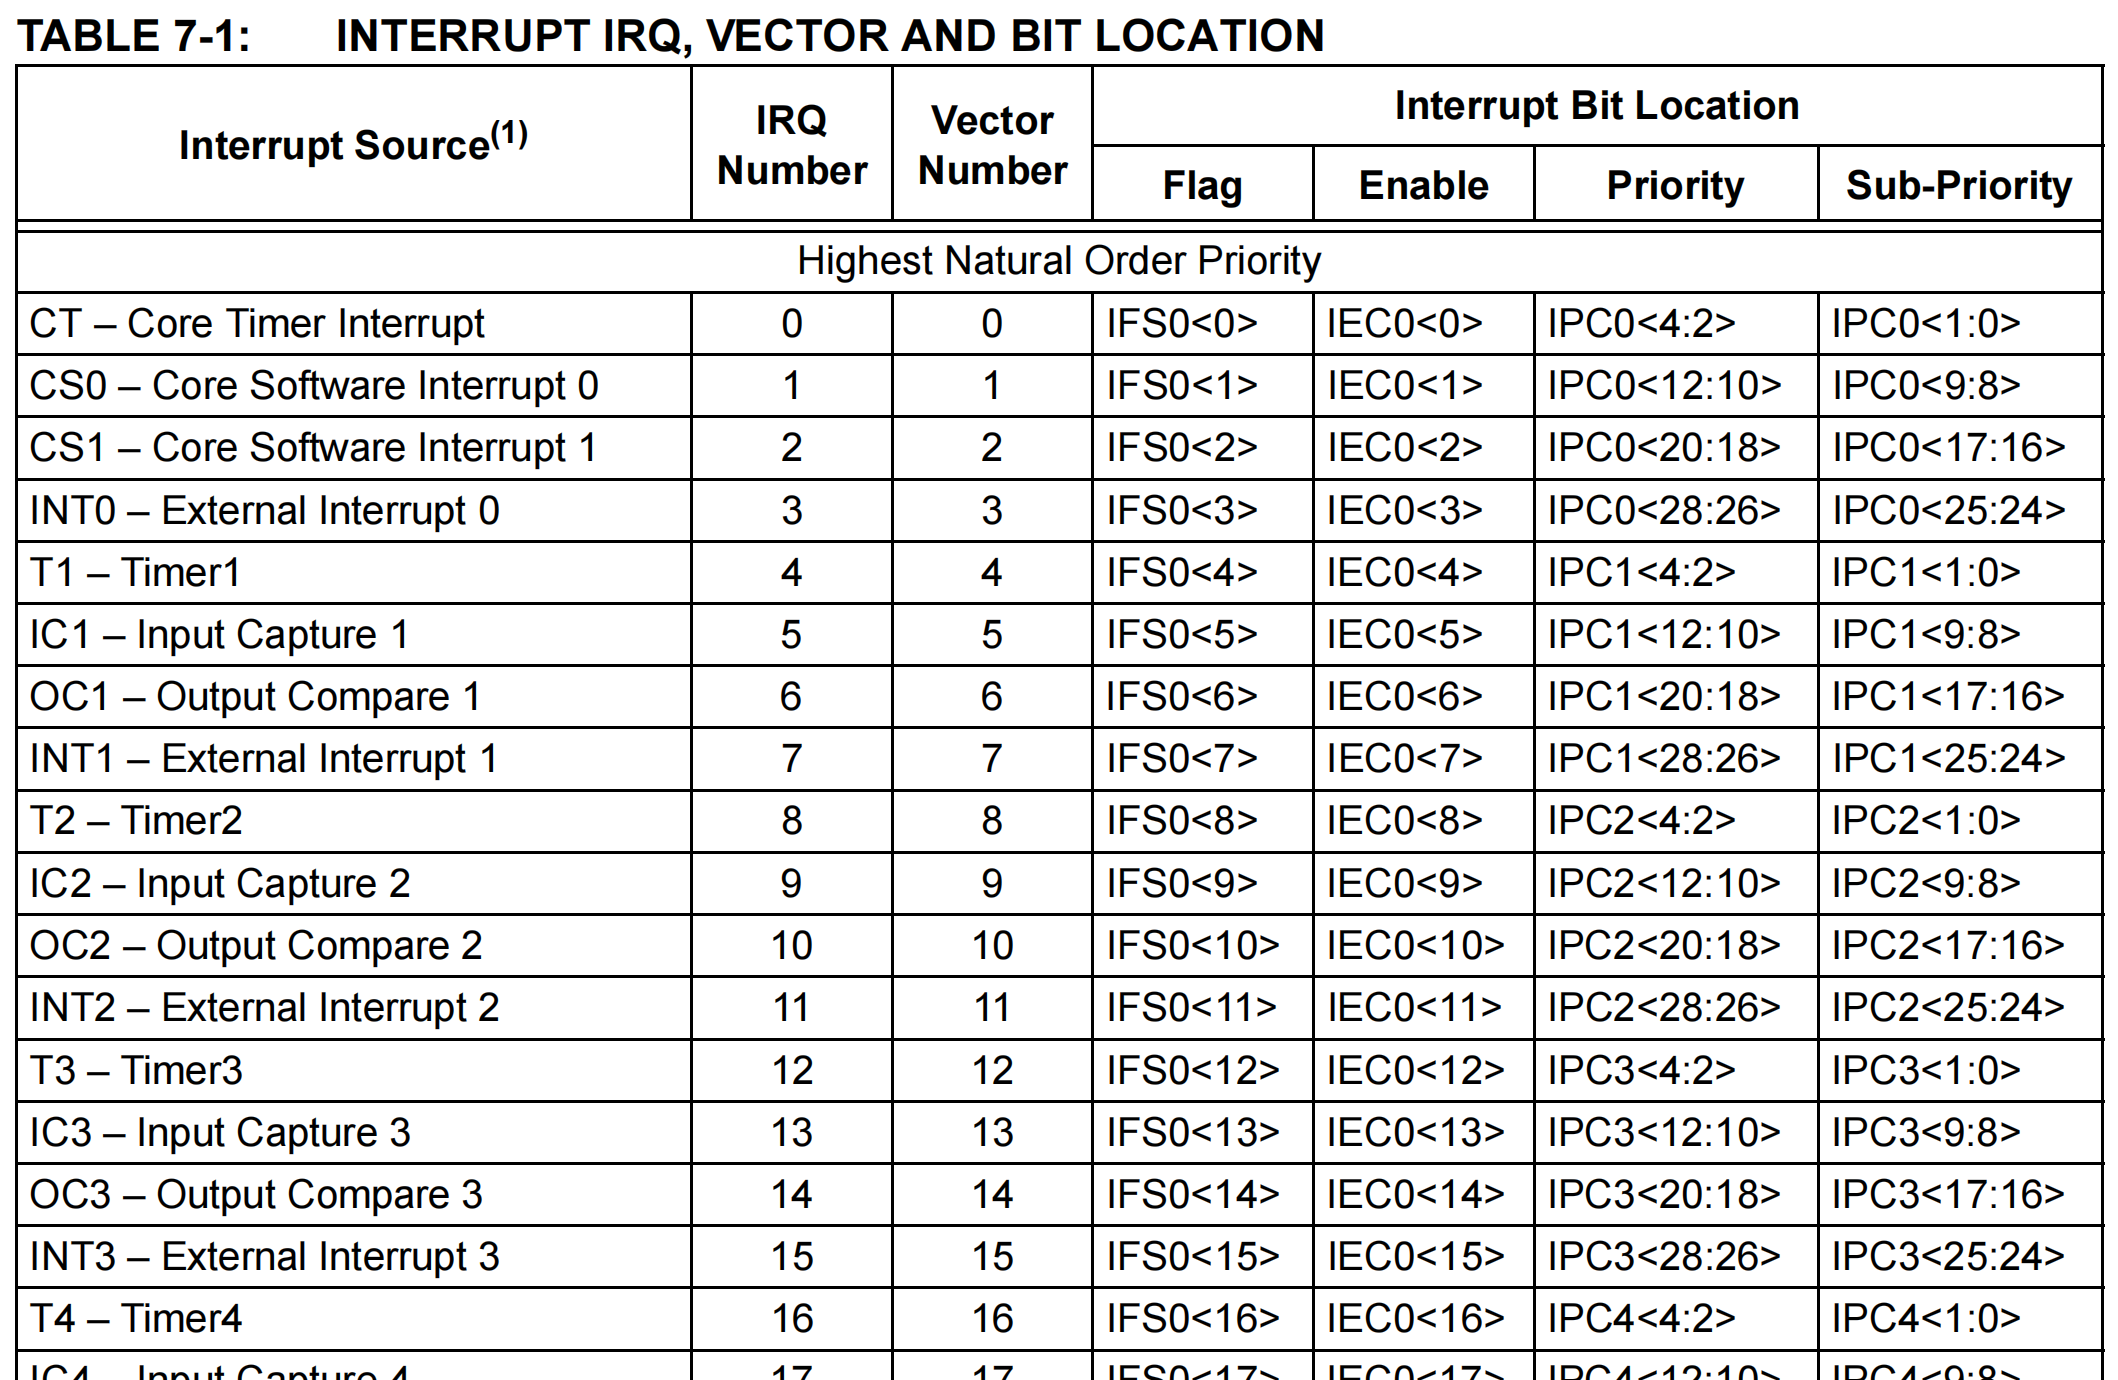 TABLE 7-1: INTERRUPT IRQ, VECTOR AND BIT LOCATION
Interrupt Source(1) IRQ Number Vector Number Interrupt Bit Location
Flag Enable Priority Sub-Priority
Highest Natural Order Priority
CT – Core Timer Interrupt 0 0 IFS0<0> IEC0<0> IPC0<4:2> IPC0<1:0>
CS0 – Core Software Interrupt 0 1 1 IFS0<1> IEC0<1> IPC0<12:10> IPC0<9:8>
CS1 – Core Software Interrupt 1 2 2 IFS0<2> IEC0<2> IPC0<20:18> IPC0<17:16>
INT0 – External Interrupt 0 3 3 IFS0<3> IEC0<3> IPC0<28:26> IPC0<25:24>
T1 – Timer1 4 4 IFS0<4> IEC0<4> IPC1<4:2> IPC1<1:0>
IC1 – Input Capture 1 5 5 IFS0<5> IEC0<5> IPC1<12:10> IPC1<9:8>
OC1 – Output Compare 1 6 6 IFS0<6> IEC0<6> IPC1<20:18> IPC1<17:16>
INT1 – External Interrupt 1 7 7 IFS0<7> IEC0<7> IPC1<28:26> IPC1<25:24>
T2 – Timer2 8 8 IFS0<8> IEC0<8> IPC2<4:2> IPC2<1:0>
IC2 – Input Capture 2 9 9 IFS0<9> IEC0<9> IPC2<12:10> IPC2<9:8>
OC2 – Output Compare 2 10 10 IFS0<10> IEC0<10> IPC2<20:18> IPC2<17:16>
INT2 – External Interrupt 2 11 11 IFS0<11> IEC0<11> IPC2<28:26> IPC2<25:24>
T3 – Timer3 12 12 IFS0<12> IEC0<12> IPC3<4:2> IPC3<1:0>
IC3 – Input Capture 3 13 13 IFS0<13> IEC0<13> IPC3<12:10> IPC3<9:8>
OC3 – Output Compare 3 14 14 IFS0<14> IEC0<14> IPC3<20:18> IPC3<17:16>
INT3 – External Interrupt 3 15 15 IFS0<15> IEC0<15> IPC3<28:26> IPC3<25:24>
T4 – Timer4 16 16 IFS0<16> IEC0<16> IPC4<4:2> IPC4<1:0>
IC4 – Input Capture 4 17 17 IFS0<17> IEC0<17> IPC4<12:10> IPC4<9:8>